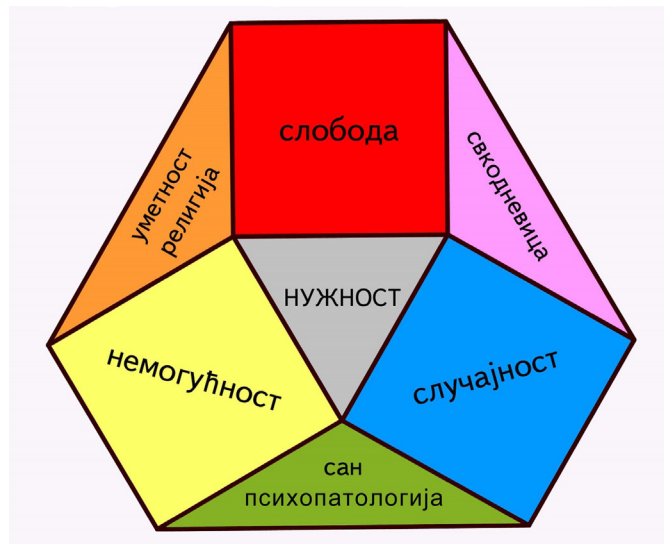 слобода
уметност
религија
свкодневица
НУЖНОСТ
немогућност
случајност
сан
психопатологија